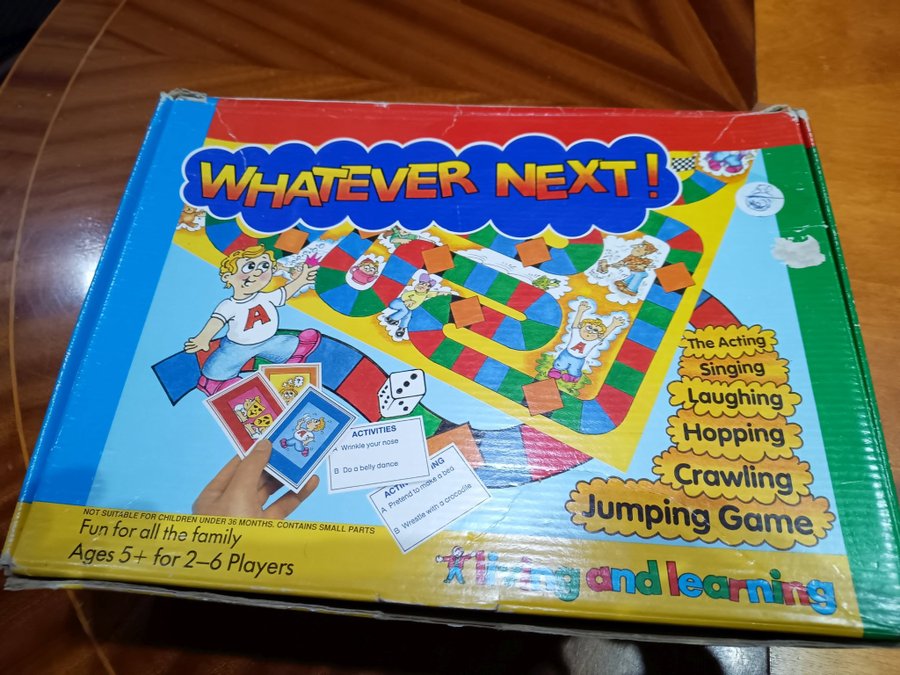 WHATEVER NEXT!
A
A
The Acting
Singing
Laughing
Hopping
Crawling
Jumping Game
ACTIVITIES
A Wrinkle your nose
B Do a belly dance
A Pretend to make a bed
B Wrestle with a crocodile
NOT SUITABLE FOR CHILDREN UNDER 36 MONTHS. CONTAINS SMALL PARTS
Fun for all the family
Ages 5+ for 2–6 Players
living and learning